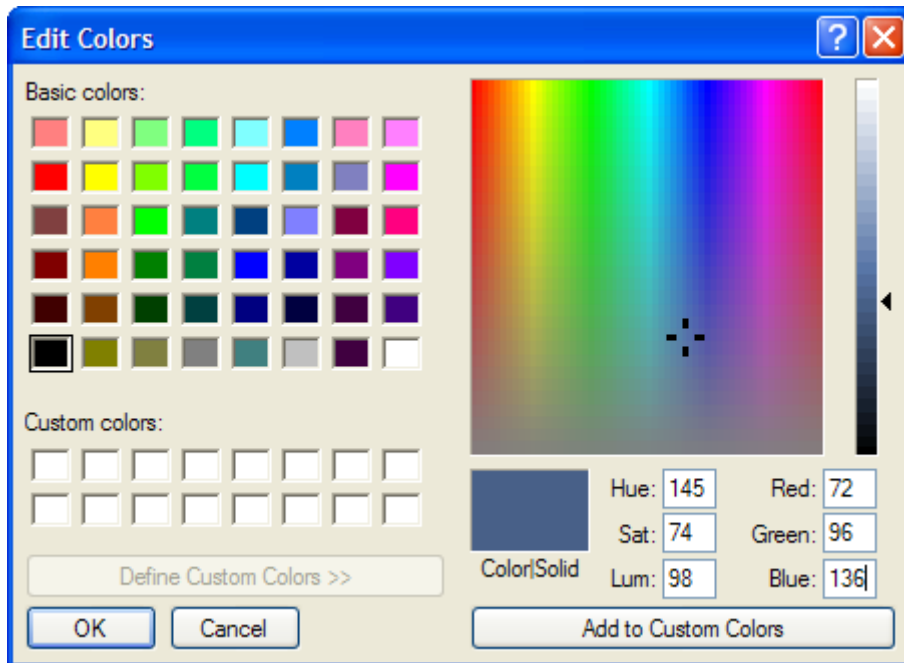 Edit Colors
?
Basic colors:
Custom colors:
Define Custom Colors >>
OK Cancel
Color|Solid
Hue: 145 Red: 72
Sat: 74 Green: 96
Lum: 98 Blue: 136
Add to Custom Colors